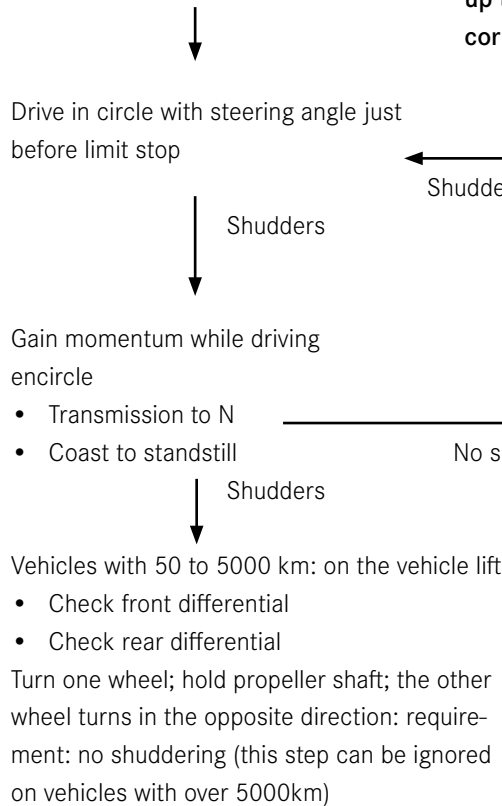 up
cor
Drive in circle with steering angle just
before limit stop
Shudde
Shudders
Gain momentum while driving
encircle
• Transmission to N
• Coast to standstill
No s
Shudders
Vehicles with 50 to 5000 km: on the vehicle lift
• Check front differential
• Check rear differential
Turn one wheel; hold propeller shaft; the other
wheel turns in the opposite direction: require-
ment: no shuddering (this step can be ignored
on vehicles with over 5000km)